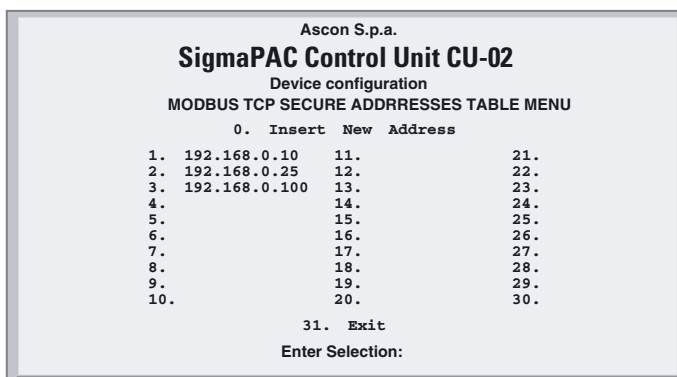 Ascon S.p.a.
SigmaPAC Control Unit CU-02
Device configuration
MODBUS TCP SECURE ADDRRESSES TABLE MENU
0. Insert New Address
1. 192.168.0.10 11. 21.
2. 192.168.0.25 12. 22.
3. 192.168.0.100 13. 23.
4. 14. 24.
5. 15. 25.
6. 16. 26.
7. 17. 27.
8. 18. 28.
9. 19. 29.
10. 20. 30.
31. Exit
Enter Selection: